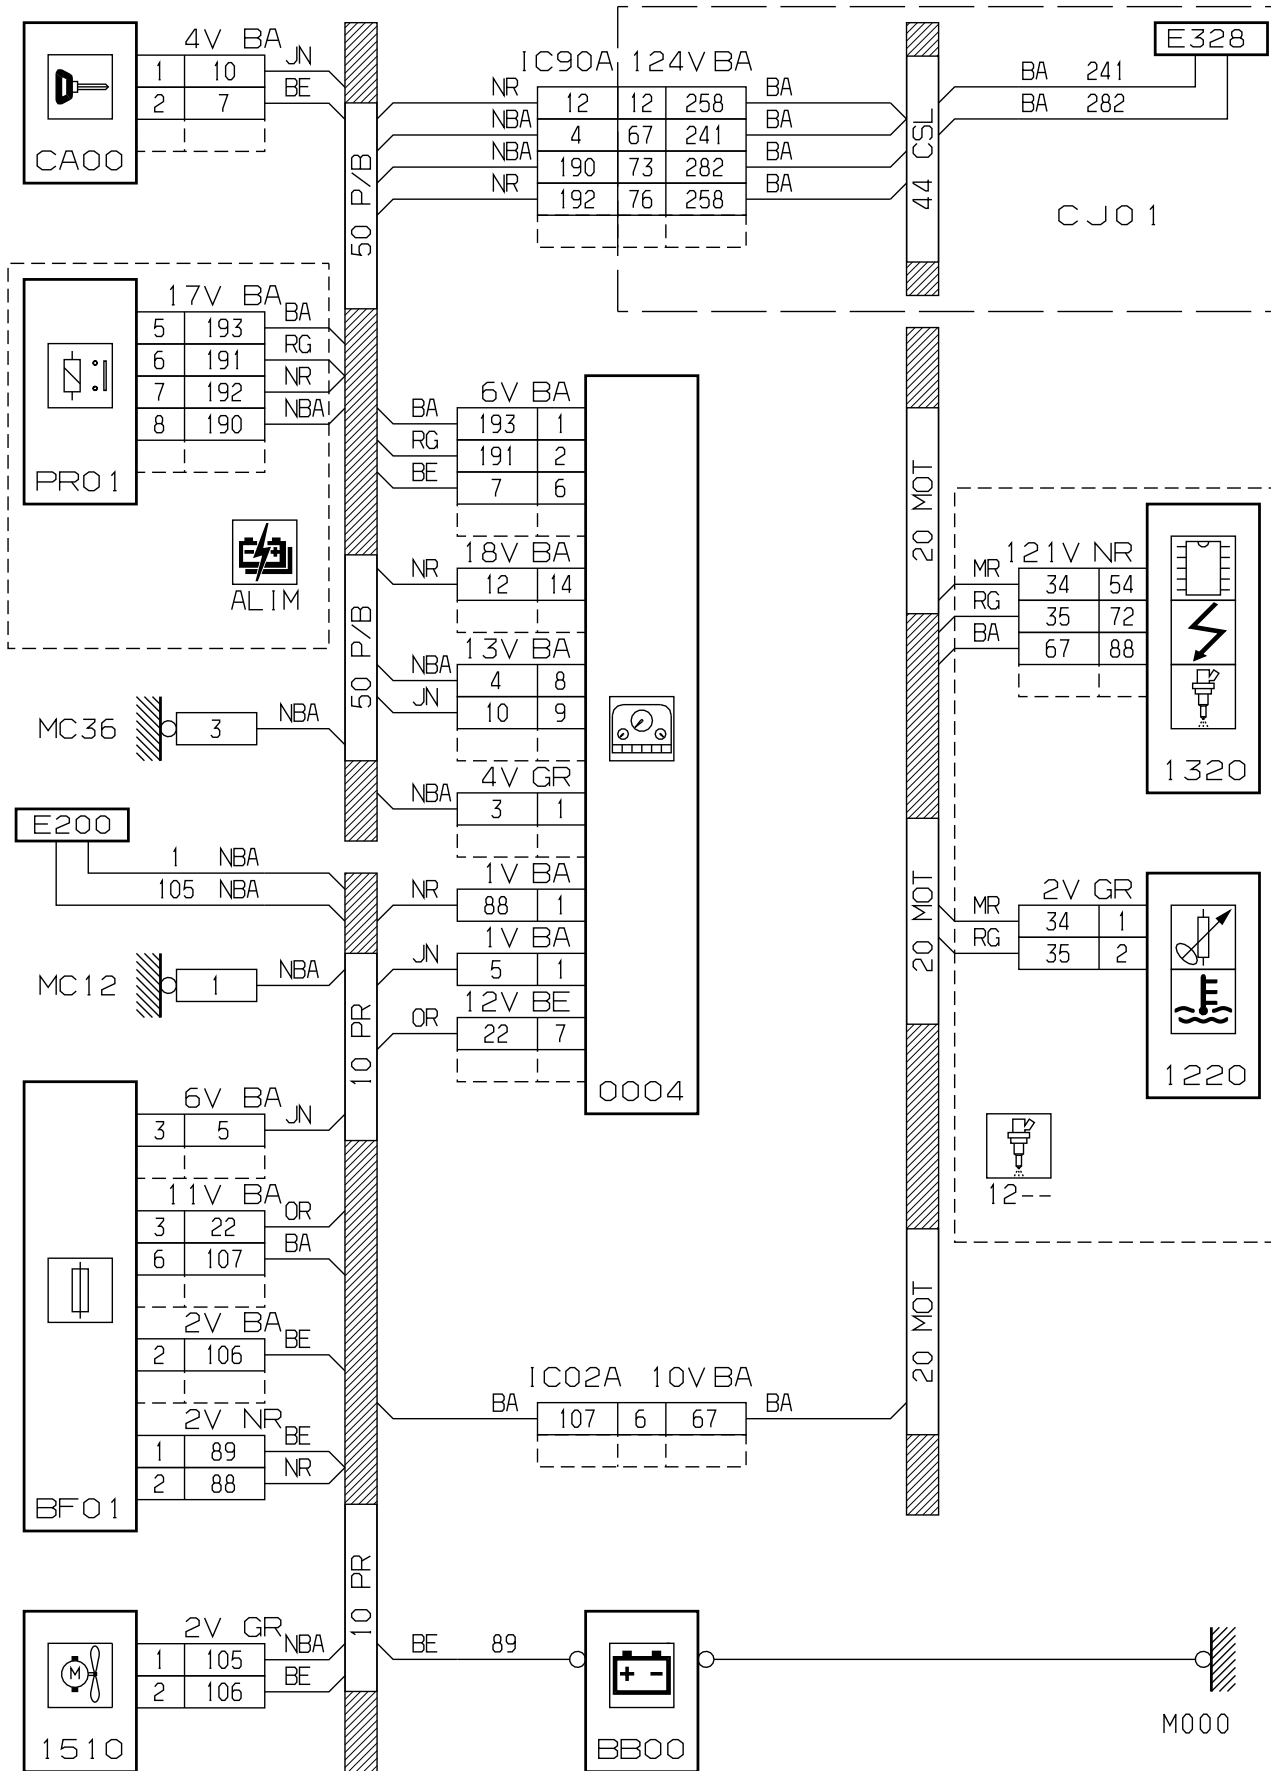 CA00
4V BA
1 10 JN
2 7 BE
50 P/B
IC90A 124V BA
NR 12 12 258 BA
NBA 4 67 241 BA
NBA 190 73 282 BA
NR 192 76 258 BA
44 CSL
E328
BA 241
BA 282
CJ01
PR01
17V BA
5 193 BA
6 191 RG
7 192 NR
8 190 NBA
ALIM
6V BA
BA 193 1
RG 191 2
BE 7 6
18V BA
NR 12 14
50 P/B
13V BA
NBA 4 8
JN 10 9
4V GR
NBA 3 1
1V BA
NR 88 1
1V BA
JN 5 1
12V BE
OR 22 7
0004
20 MOT
121V NR
MR 34 54
RG 35 72
BA 67 88
1320
MC36
3 NBA
E200
1 NBA
105 NBA
MC12
1 NBA
10 PR
20 MOT
2V GR
MR 34 1
RG 35 2
1220
12--
BF01
6V BA
3 5 JN
11V BA
3 22 OR
6 107 BA
2V BA
2 106 BE
2V NR
1 89 BE
2 88 NR
IC02A 10V BA
BA 107 6 67 BA
20 MOT
10 PR
1510
M
2V GR
1 105 NBA
2 106 BE
BE 89
+ -
BB00
M000